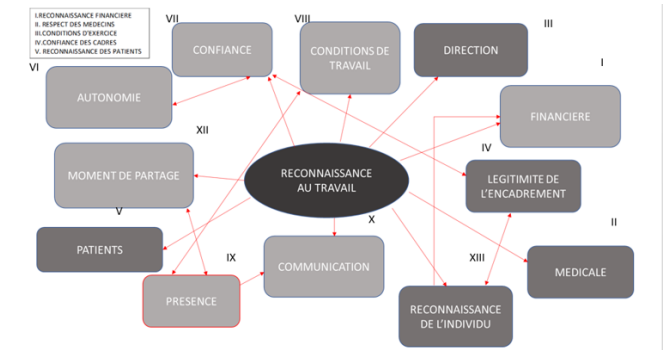 I.RECONNAISSANCE FINANCIERE
II. RESPECT DES MEDECINS
III.CONDITIONS D'EXERCICE
IV.CONFIANCE DES CADRES
V. RECONNAISSANCE DES PATIENTS
VII
VIII
III
CONFIANCE
CONDITIONS DE
TRAVAIL
DIRECTION
VI
I
AUTONOMIE
FINANCIERE
XII
IV
MOMENT DE PARTAGE
RECONNAISSANCE
AU TRAVAIL
LEGITIMITE DE
L'ENCADREMENT
V
X
II
PATIENTS
IX
COMMUNICATION
XIII
MEDICALE
PRESENCE
RECONNAISSANCE
DE L'INDIVIDU